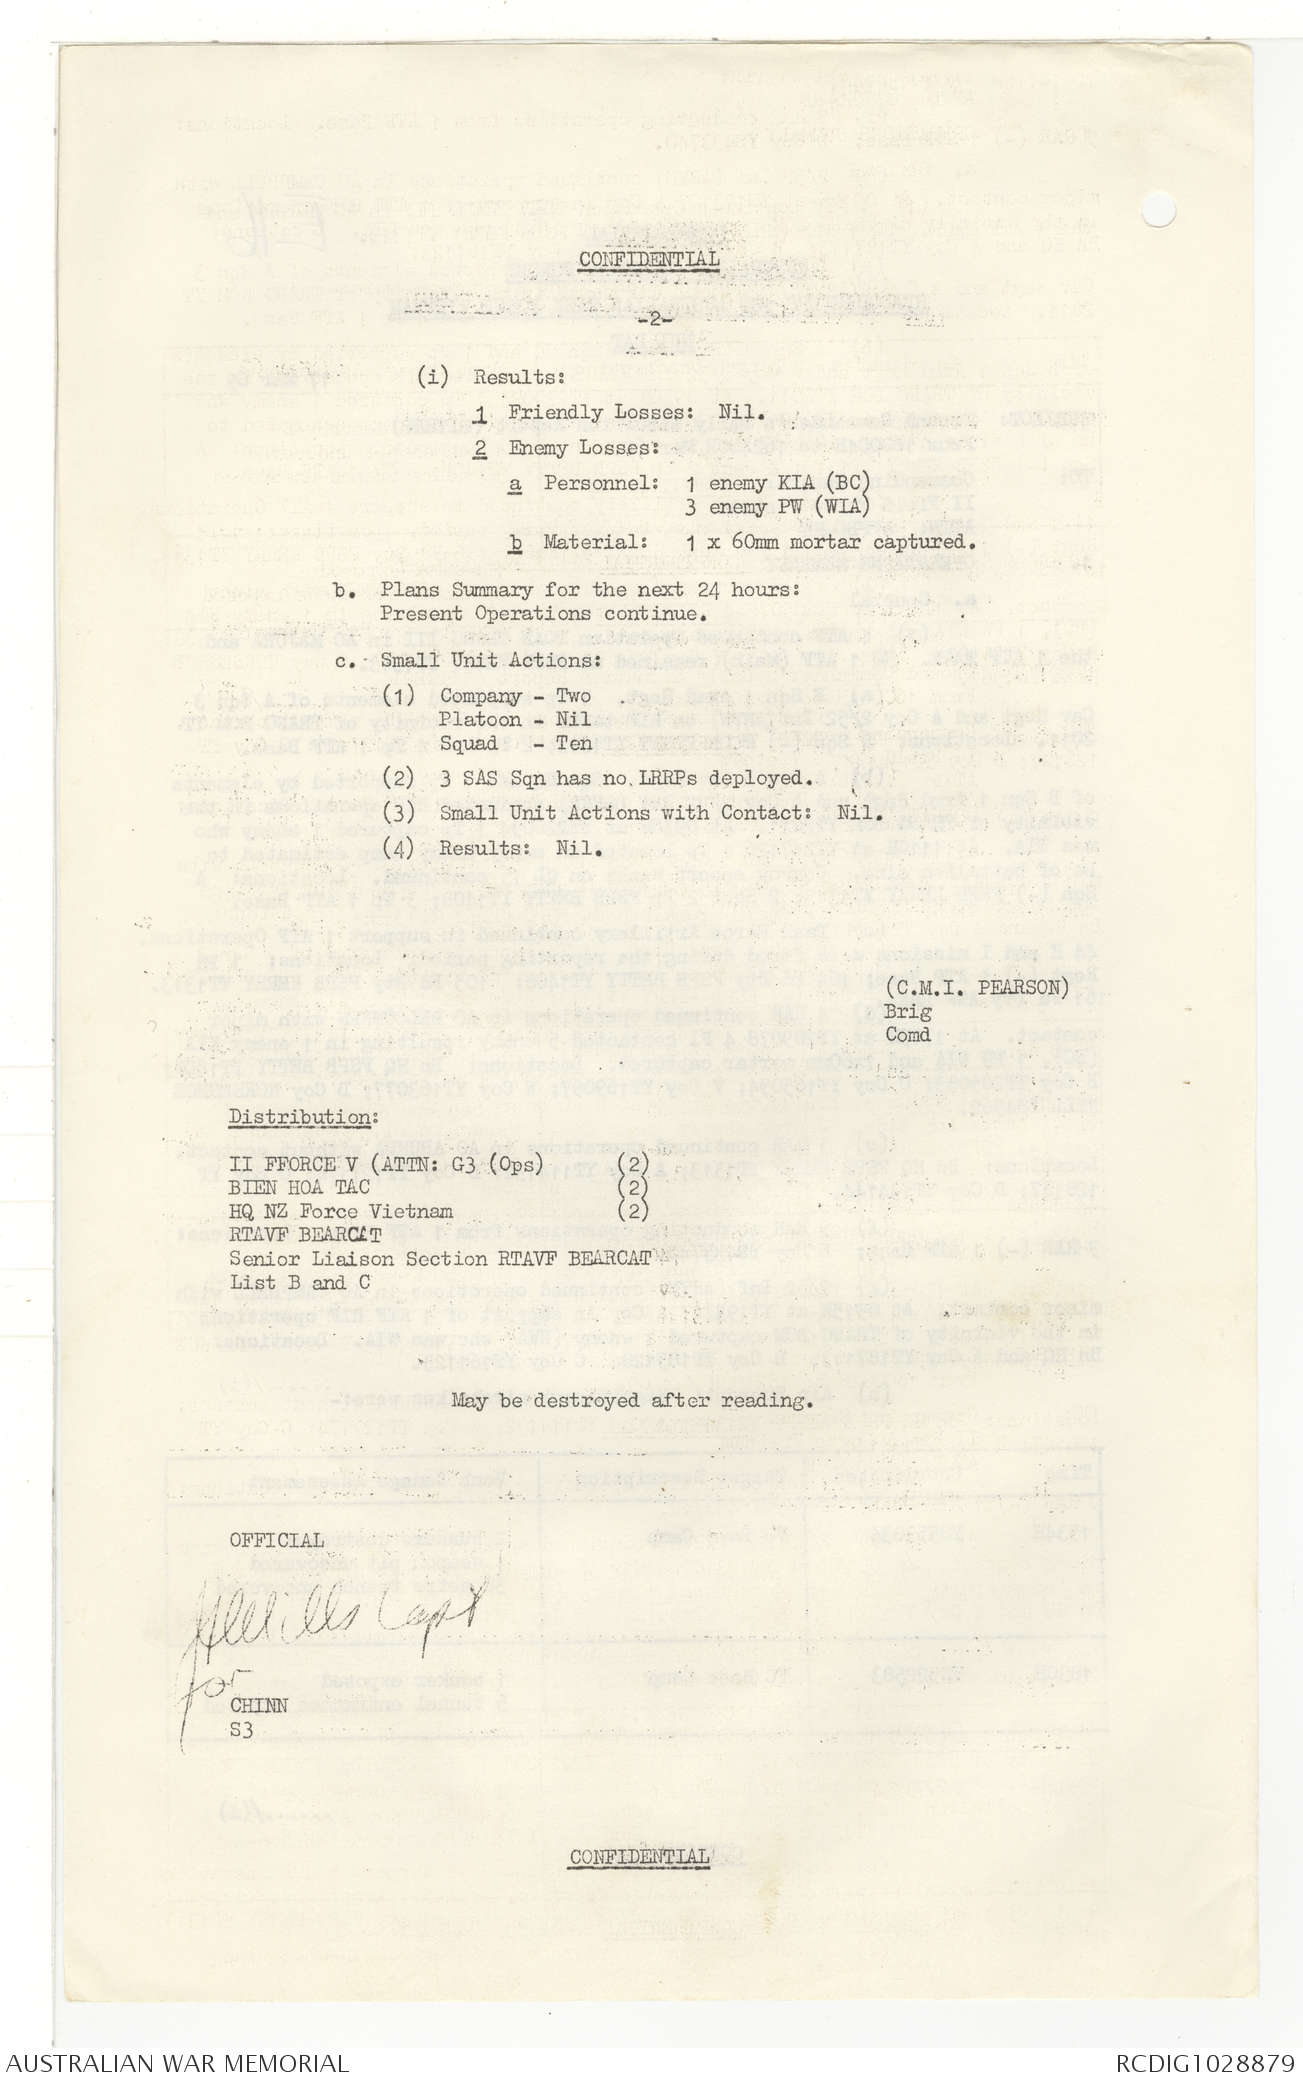 CONFIDENTIAL
-2-
(i) Results:
1 Friendly Losses: Nil.
2 Enemy Losses:
a Personnel: 1 enemy KIA (BC)
3 enemy PW (WIA)
b Material: 1 x 60mm mortar captured.
b. Plans Summary for the next 24 hours:
Present Operations continue.
c. Small Unit Actions:
(1) Company - Two
Platoon - Nil
Squad - Ten
(2) 3 SAS Sqn has no LRRPs deployed.
(3) Small Unit Actions with Contact: Nil.
(4) Results: Nil.
(C.M.I. PEARSON)
Brig
Comd
Distribution:
II FFORCE V (ATTN: G3 (Ops) (2)
BIEN HOA TAC (2)
HQ NZ Force Vietnam (2)
RTAVF BEARCAT
Senior Liaison Section RTAVF BEARCAT
List B and C
May be destroyed after reading.
OFFICIAL
Capt
for
CHINN
S3
CONFIDENTIAL
AUSTRALIAN WAR MEMORIAL
RCDIG1028879